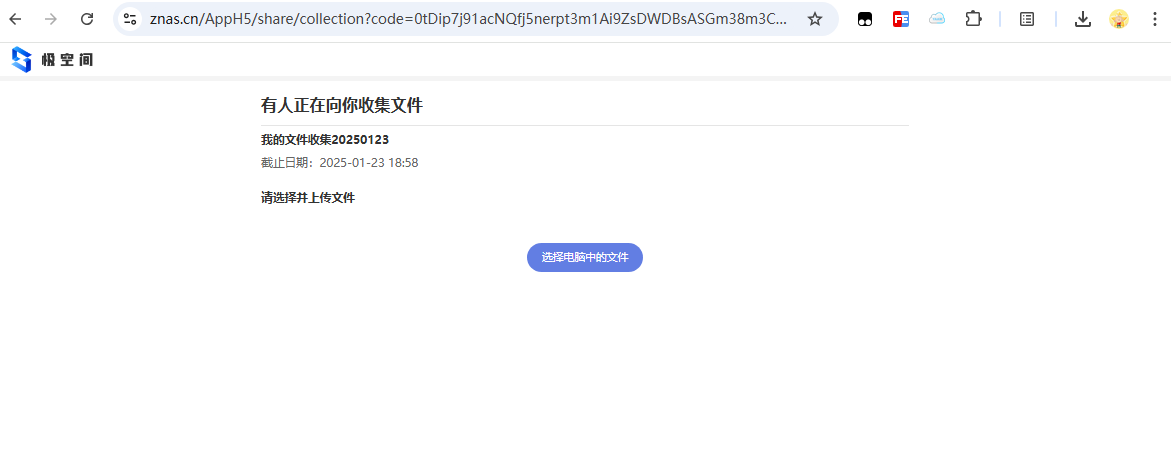 znas.cn/AppH5/share/collection?code=0tDip7j91acNQfj5nerpt3m1Ai9ZsDWDBsASGm38m3C...
FE
极空间
有人正在向你收集文件
我的文件收集20250123
截止日期：2025-01-23 18:58
请选择并上传文件
选择电脑中的文件